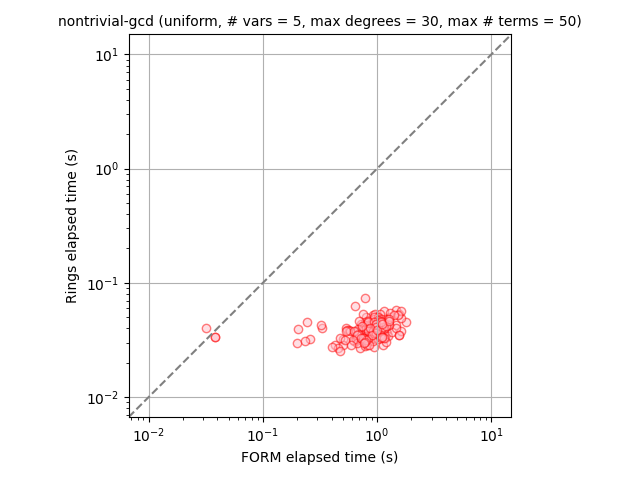 nontrivial-gcd (uniform, # vars = 5, max degrees = 30, max # terms = 50)
Rings elapsed time (s)
10¹
10⁰
10⁻¹
10⁻²
10⁻² 10⁻¹ 10⁰ 10¹
FORM elapsed time (s)